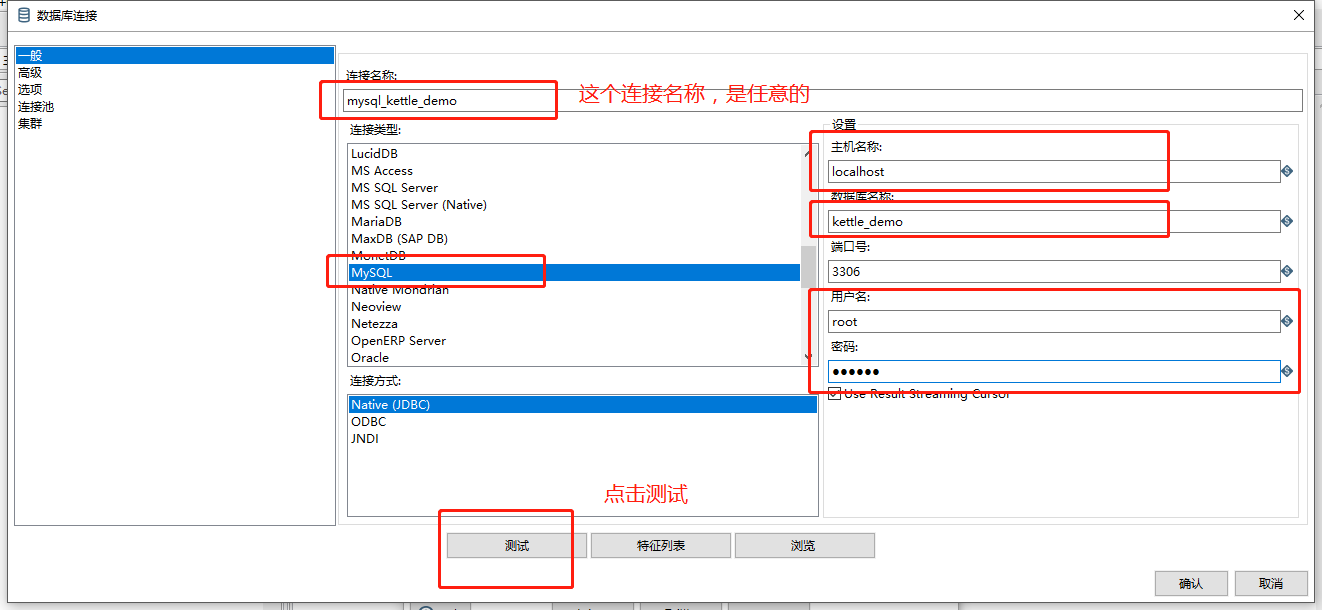 数据库连接
一般
高级
选项
连接池
集群
连接名称:
mysql_kettle_demo
这个连接名称，是任意的
连接类型:
LucidDB
MS Access
MS SQL Server
MS SQL Server (Native)
MariaDB
MaxDB (SAP DB)
MonetDB
MySQL
Native Mondrian
Neoview
Netezza
OpenERP Server
Oracle
连接方式:
Native (JDBC)
ODBC
JNDI
设置
主机名称:
localhost
数据库名称:
kettle_demo
端口号:
3306
用户名:
root
密码:
●●●●●●
Use Result Streaming Cursor
点击测试
测试
特征列表
浏览
确认
取消